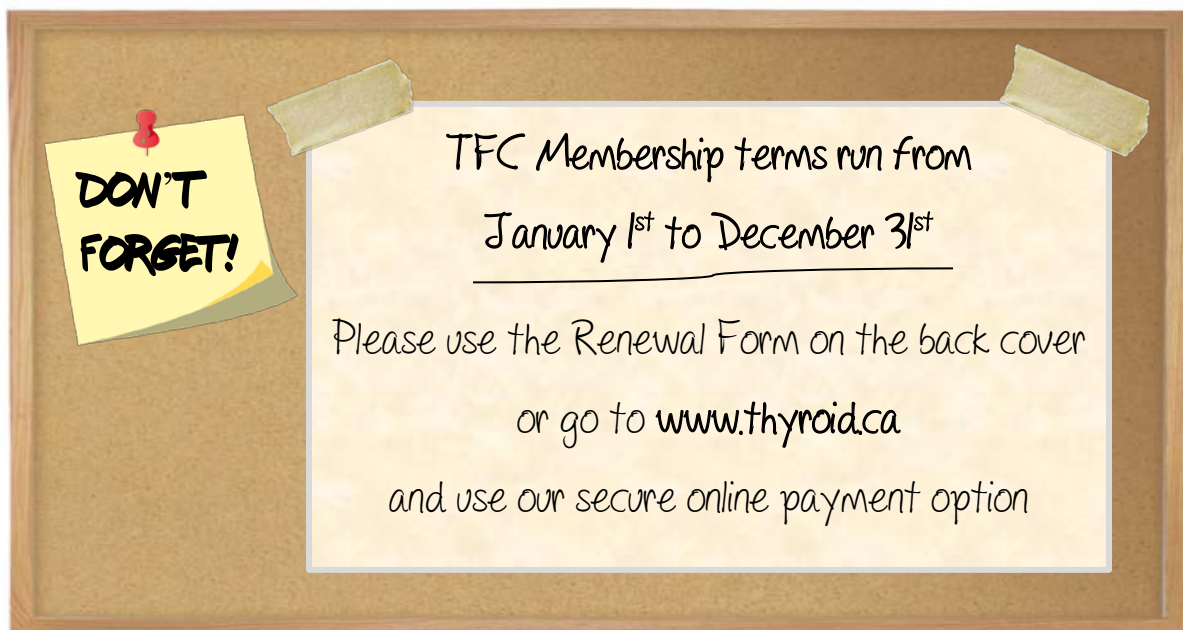 DON'T
FORGET!
TFC Membership terms run from
January 1st to December 31st
Please use the Renewal Form on the back cover
or go to www.thyroid.ca
and use our secure online payment option